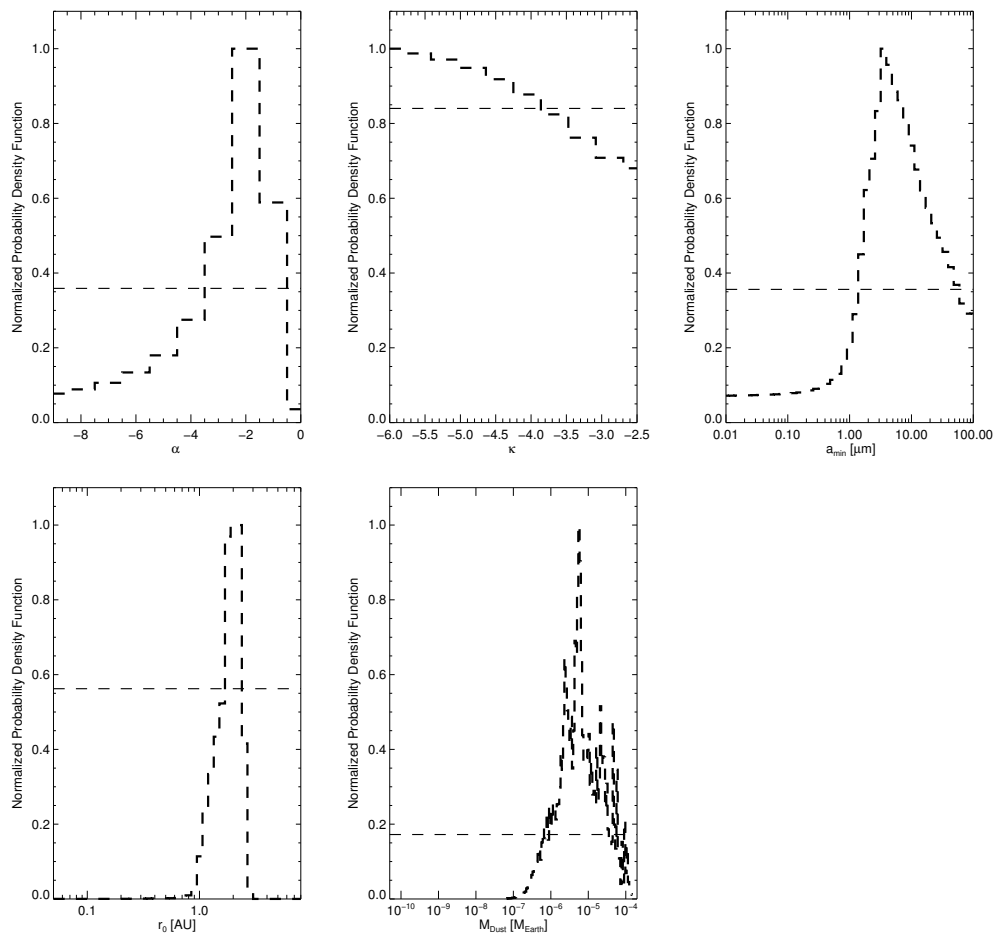 Normalized Probability Density Function
1.0
0.8
0.6
0.4
0.2
0.0
−8 −6 −4 −2 0
α
Normalized Probability Density Function
1.0
0.8
0.6
0.4
0.2
0.0
−6.0 −5.5 −5.0 −4.5 −4.0 −3.5 −3.0 −2.5
κ
Normalized Probability Density Function
1.0
0.8
0.6
0.4
0.2
0.0
0.01 0.10 1.00 10.00 100.00
a_min [μm]
Normalized Probability Density Function
1.0
0.8
0.6
0.4
0.2
0.0
0.1 1.0
r_0 [AU]
Normalized Probability Density Function
1.0
0.8
0.6
0.4
0.2
0.0
10^−10 10^−9 10^−8 10^−7 10^−6 10^−5 10^−4
M_Dust [M_Earth]